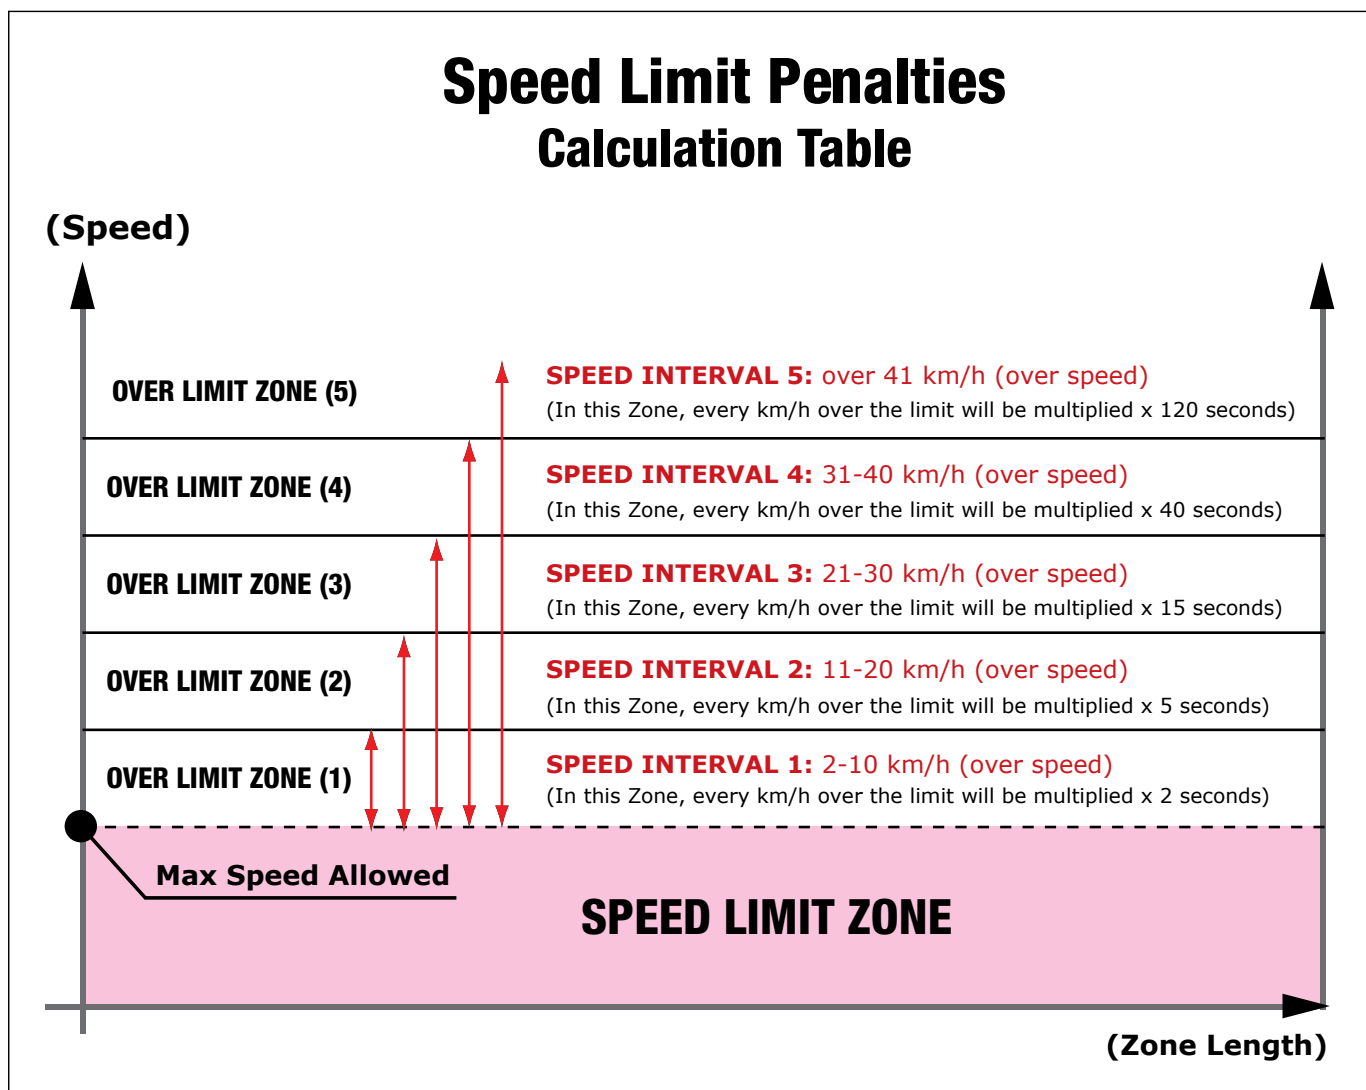 Speed Limit Penalties
Calculation Table
(Speed)
OVER LIMIT ZONE (5)
SPEED INTERVAL 5: over 41 km/h (over speed)
(In this Zone, every km/h over the limit will be multiplied x 120 seconds)
OVER LIMIT ZONE (4)
SPEED INTERVAL 4: 31-40 km/h (over speed)
(In this Zone, every km/h over the limit will be multiplied x 40 seconds)
OVER LIMIT ZONE (3)
SPEED INTERVAL 3: 21-30 km/h (over speed)
(In this Zone, every km/h over the limit will be multiplied x 15 seconds)
OVER LIMIT ZONE (2)
SPEED INTERVAL 2: 11-20 km/h (over speed)
(In this Zone, every km/h over the limit will be multiplied x 5 seconds)
OVER LIMIT ZONE (1)
SPEED INTERVAL 1: 2-10 km/h (over speed)
(In this Zone, every km/h over the limit will be multiplied x 2 seconds)
Max Speed Allowed
SPEED LIMIT ZONE
(Zone Length)